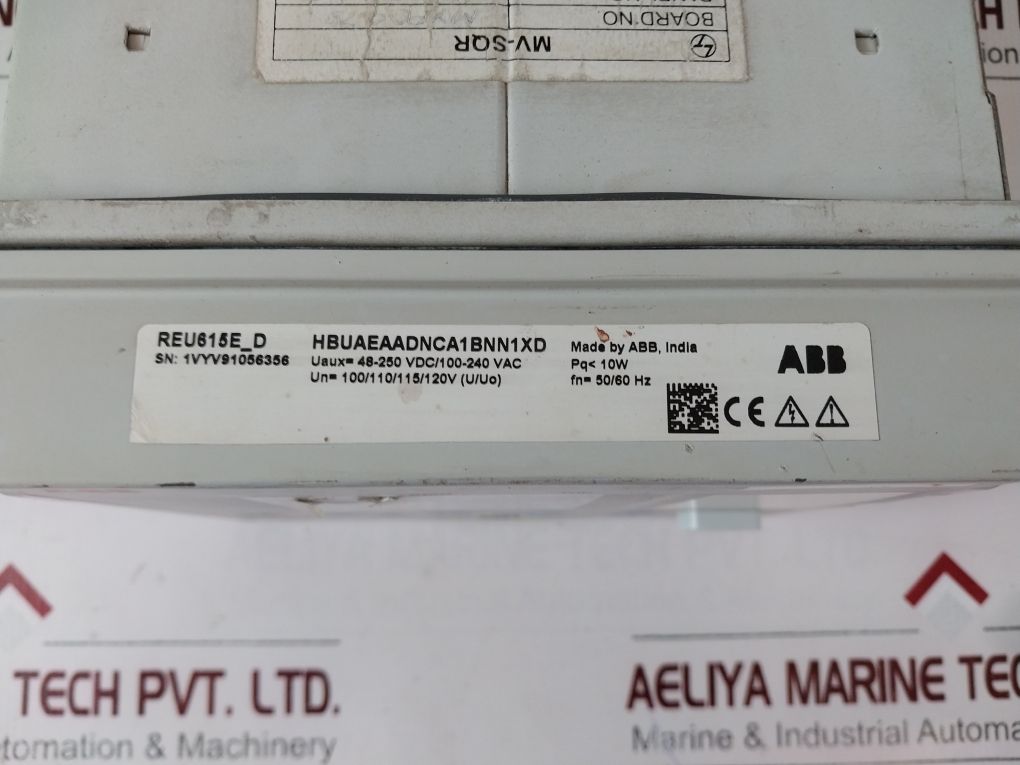 BOARD NO.
MV-SQR
REU615E_D
SN: 1VYV91056356
HBUAEAADNCA1BNN1XD
Uaux= 48-250 VDC/100-240 VAC
Un= 100/110/115/120V (U/Uo)
Made by ABB, India
Pq< 10W
fn= 50/60 Hz
ABB
CE
TECH PVT. LTD.
tomation & Machinery
AELIYA MARINE TEC
Marine & Industrial Automa